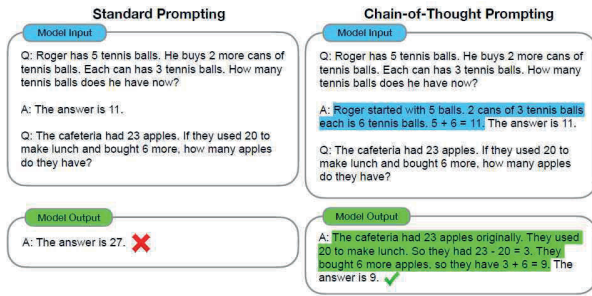 Standard Prompting
Model Input
Q: Roger has 5 tennis balls. He buys 2 more cans of
tennis balls. Each can has 3 tennis balls. How many
tennis balls does he have now?
A: The answer is 11.
Q: The cafeteria had 23 apples. If they used 20 to
make lunch and bought 6 more, how many apples
do they have?
Model Output
A: The answer is 27.
Chain-of-Thought Prompting
Model Input
Q: Roger has 5 tennis balls. He buys 2 more cans of
tennis balls. Each can has 3 tennis balls. How many
tennis balls does he have now?
A: Roger started with 5 balls. 2 cans of 3 tennis balls
each is 6 tennis balls. 5 + 6 = 11. The answer is 11.
Q: The cafeteria had 23 apples. If they used 20 to
make lunch and bought 6 more, how many apples
do they have?
Model Output
A: The cafeteria had 23 apples originally. They used
20 to make lunch. So they had 23 - 20 = 3. They
bought 6 more apples, so they have 3 + 6 = 9. The
answer is 9.